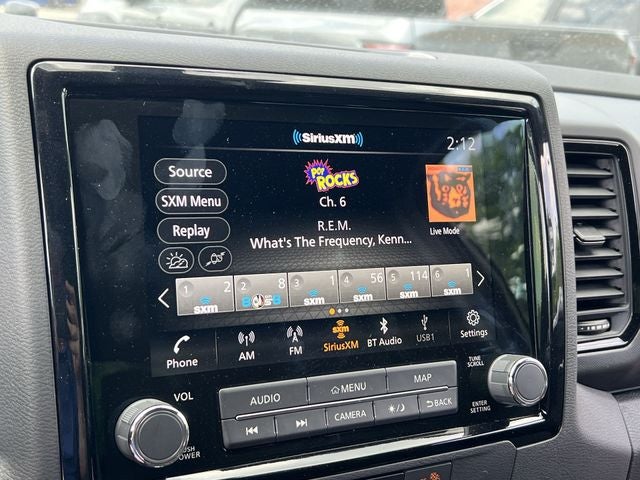 SiriusXM
2:12
Source
POP ROCKS
SXM Menu
Ch. 6
R.E.M.
Replay
What's The Frequency, Kenn...
Live Mode
1 2 2 8 3 1 4 56 5 114 6 1
sxm sxm sxm sxm sxm
Phone AM FM SiriusXM BT Audio USB1 Settings
VOL
TUNE
SCROLL
AUDIO MENU MAP
CAMERA BACK
ENTER
SETTING
PUSH
POWER